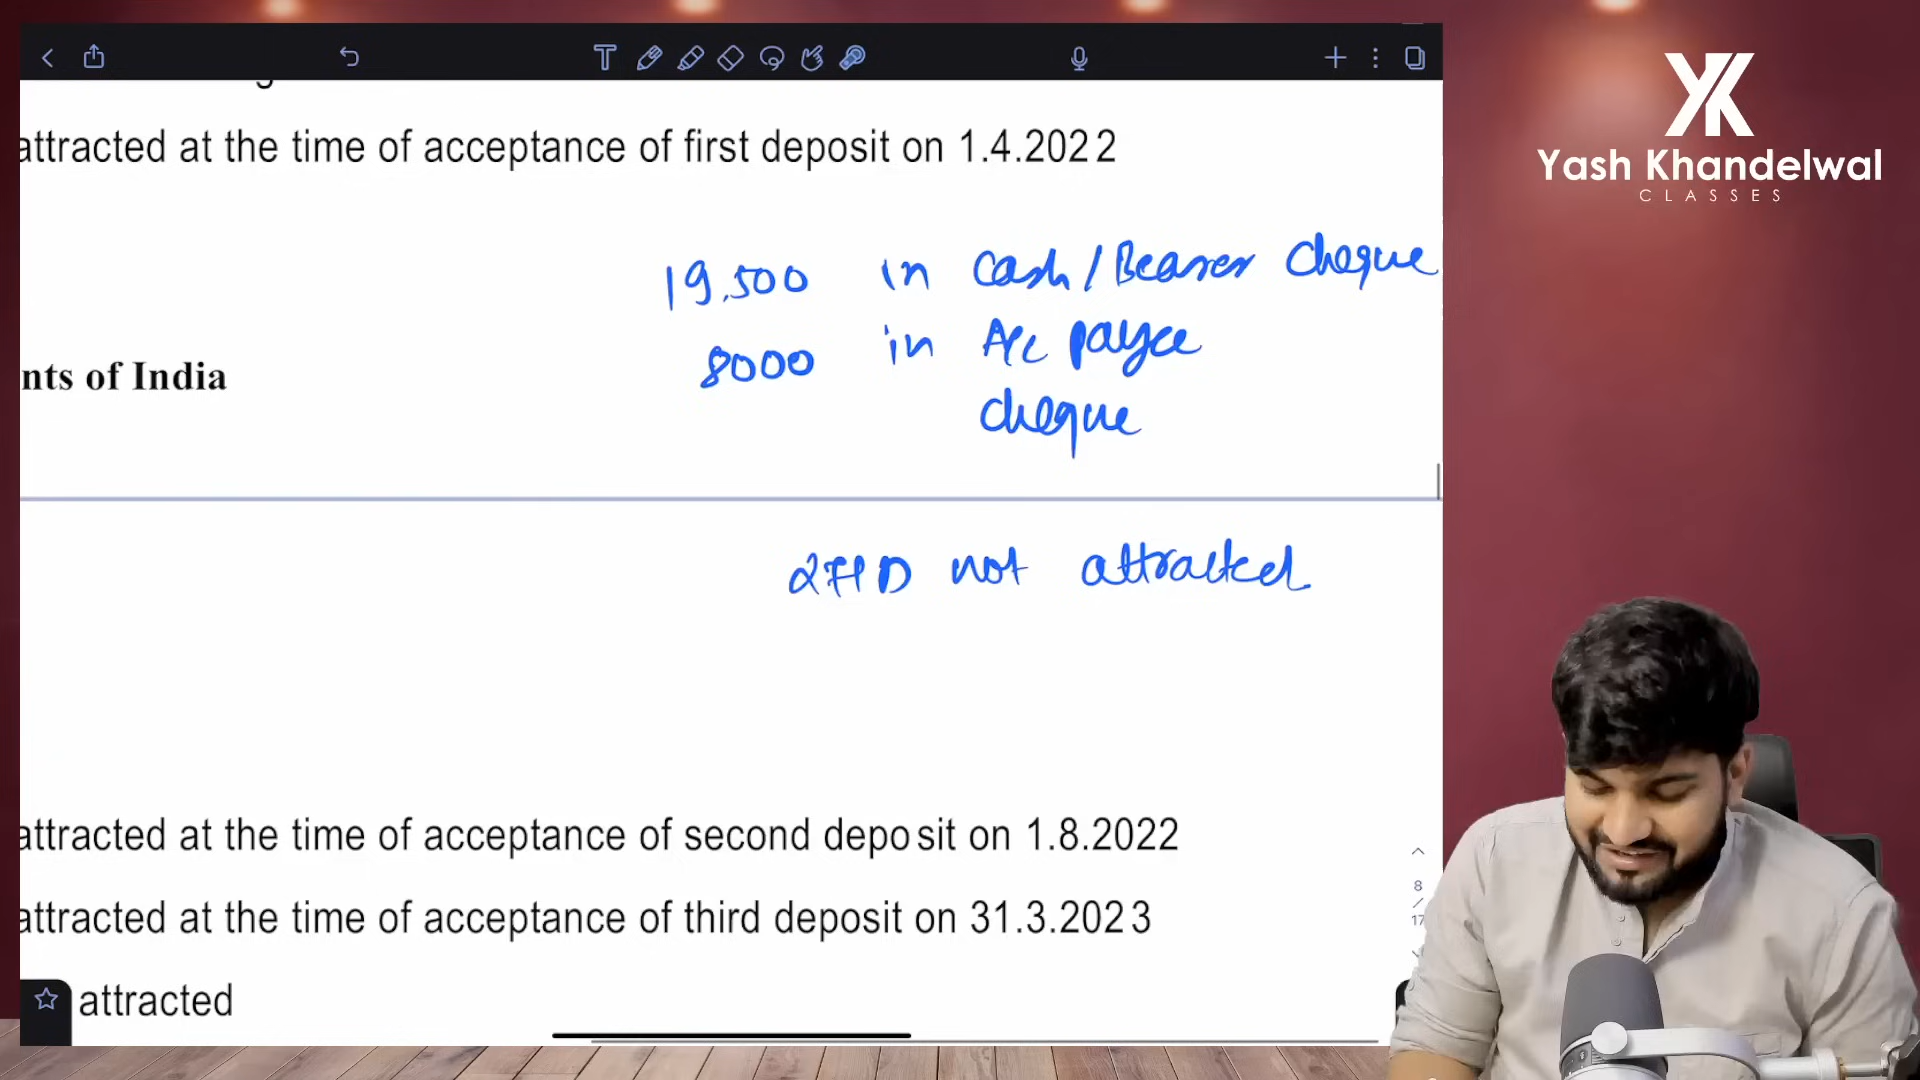 attracted at the time of acceptance of first deposit on 1.4.2022
Yash Khandelwal
CLASSES
19,500 in Cash/Bearer cheque
8000 in A/c payee
cheque
nts of India
271D not attracted
attracted at the time of acceptance of second deposit on 1.8.2022
attracted at the time of acceptance of third deposit on 31.3.2023
attracted
8
/
17